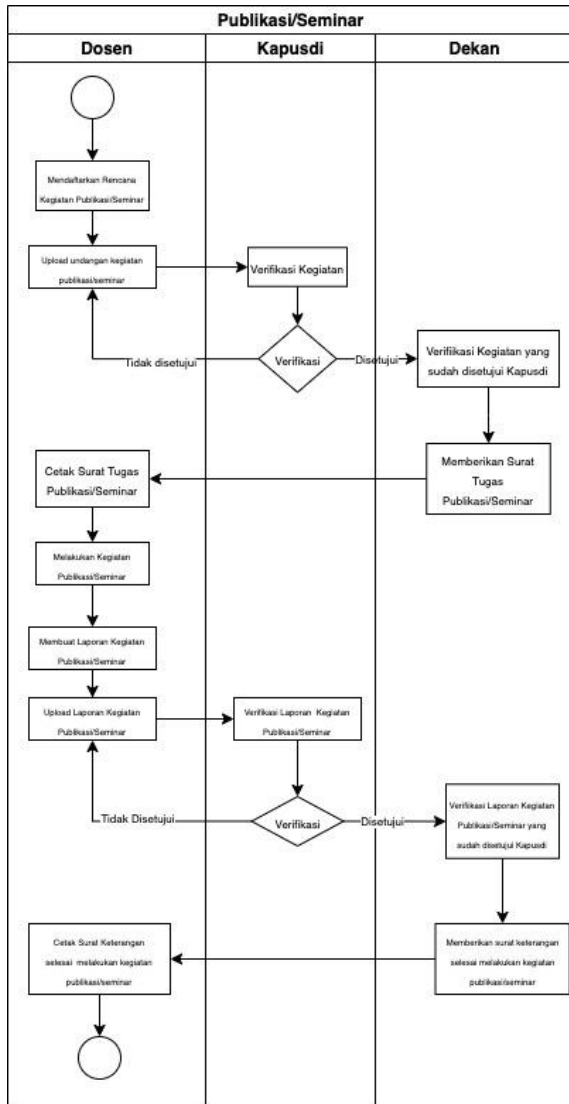 Publikasi/Seminar
Dosen
Kapusdi
Dekan
Mendaftarkan Rencana
Kegiatan Publikasi/Seminar
Upload undangan kegiatan
publikasi/seminar
Verifikasi Kegiatan
Verifikasi
Tidak disetujui
Disetujui
Verifiikasi Kegiatan yang
sudah disetujui Kapusdi
Memberikan Surat
Tugas
Publikasi/Seminar
Cetak Surat Tugas
Publikasi/Seminar
Melakukan Kegiatan
Publikasi/Seminar
Membuat Laporan Kegiatan
Publikasi/Seminar
Upload Laporan Kegiatan
Publikasi/Seminar
Verifikasi Laporan Kegiatan
Publikasi/Seminar
Verifikasi
Tidak Disetujui
Disetujui
Verifikasi Laporan Kegiatan
Publikasi/Seminar yang
sudah disetujui Kapusdi
Memberikan surat keterangan
selesai melakukan kegiatan
publikasi/seminar
Cetak Surat Keterangan
selesai melakukan kegiatan
publikasi/seminar